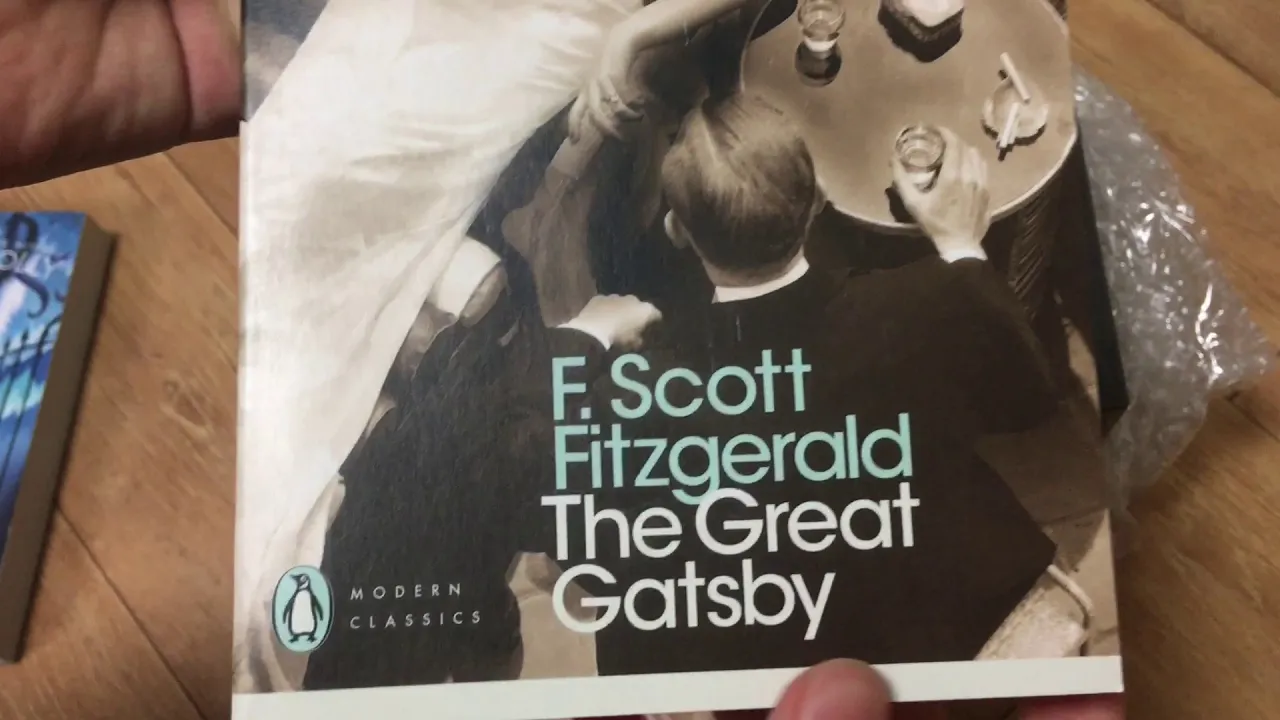 F. Scott
Fitzgerald
The Great
Gatsby
MODERN
CLASSICS